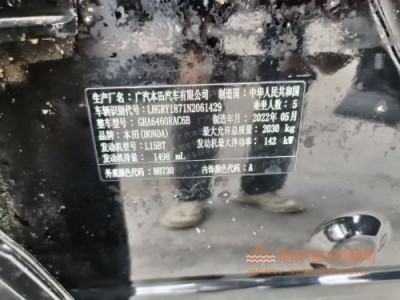 生产厂名：广汽本田汽车有限公司 制造国：中华人民共和国
车辆识别代号：LHGRY1871N2061429 乘坐人数：5
整车型号：GHA6460RAC6B 制造年月：2022年05月
品牌：本田(HONDA) 最大允许总质量：2030 kg
发动机型号：L15BT 发动机最大净功率：142 kW
发动机排量：1498 mL
外观颜色代码：NH730 内饰颜色代码：A